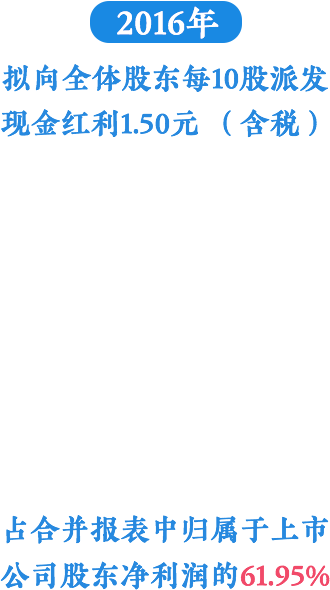 2016年
拟向全体股东每10股派发
现金红利1.50元（含税）
占合并报表中归属于上市
公司股东净利润的61.95%